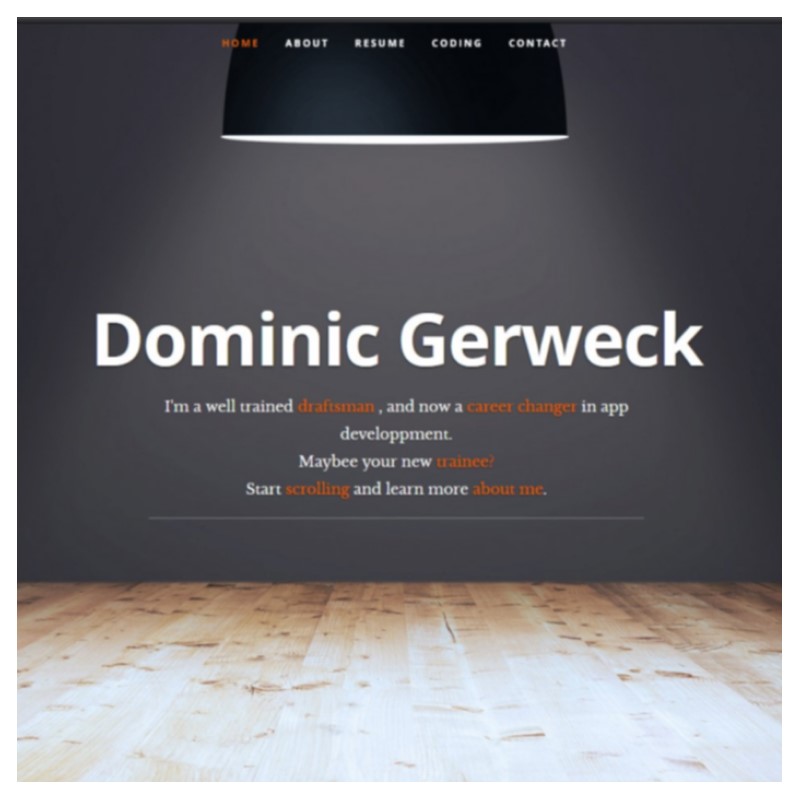 HOME ABOUT RESUME CODING CONTACT
Dominic Gerweck
I'm a well trained draftsman , and now a career changer in app
developpment.
Maybee your new trainee?
Start scrolling and learn more about me.